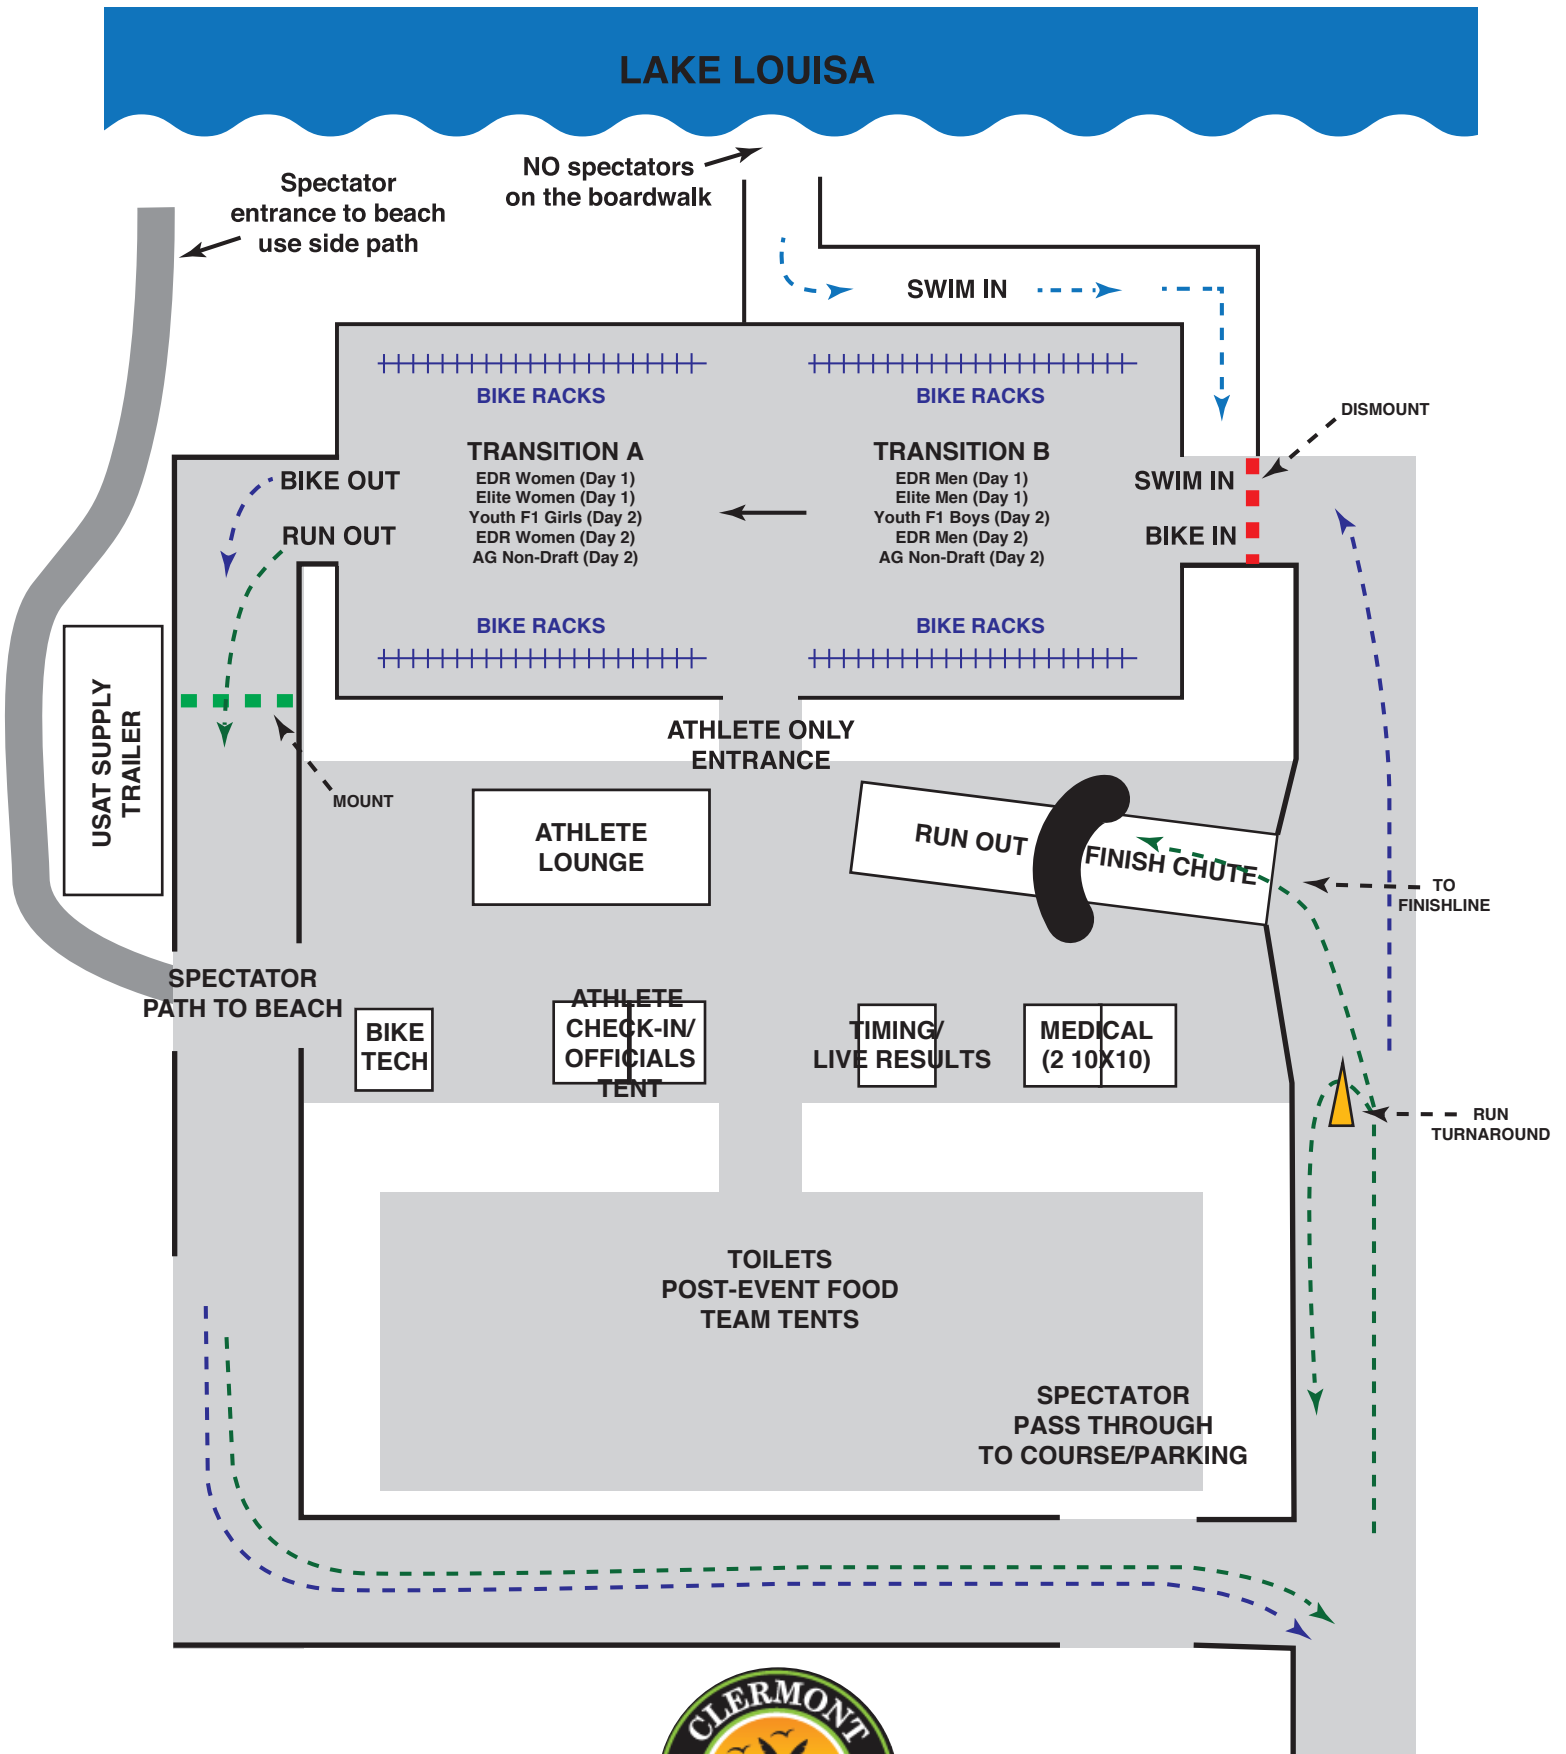 LAKE LOUISA
NO spectators
on the boardwalk
Spectator
entrance to beach
use side path
SWIM IN
BIKE RACKS
BIKE RACKS
DISMOUNT
TRANSITION A
EDR Women (Day 1)
Elite Women (Day 1)
Youth F1 Girls (Day 2)
EDR Women (Day 2)
AG Non-Draft (Day 2)
TRANSITION B
EDR Men (Day 1)
Elite Men (Day 1)
Youth F1 Boys (Day 2)
EDR Men (Day 2)
AG Non-Draft (Day 2)
BIKE OUT
RUN OUT
SWIM IN
BIKE IN
BIKE RACKS
BIKE RACKS
USAT SUPPLY
TRAILER
ATHLETE ONLY
ENTRANCE
MOUNT
ATHLETE
LOUNGE
RUN OUT
FINISH CHUTE
TO
FINISHLINE
SPECTATOR
PATH TO BEACH
BIKE
TECH
ATHLETE
CHECK-IN/
OFFICIALS
TENT
TIMING/
LIVE RESULTS
MEDICAL
(2 10X10)
RUN
TURNAROUND
TOILETS
POST-EVENT FOOD
TEAM TENTS
SPECTATOR
PASS THROUGH
TO COURSE/PARKING
CLERMONT